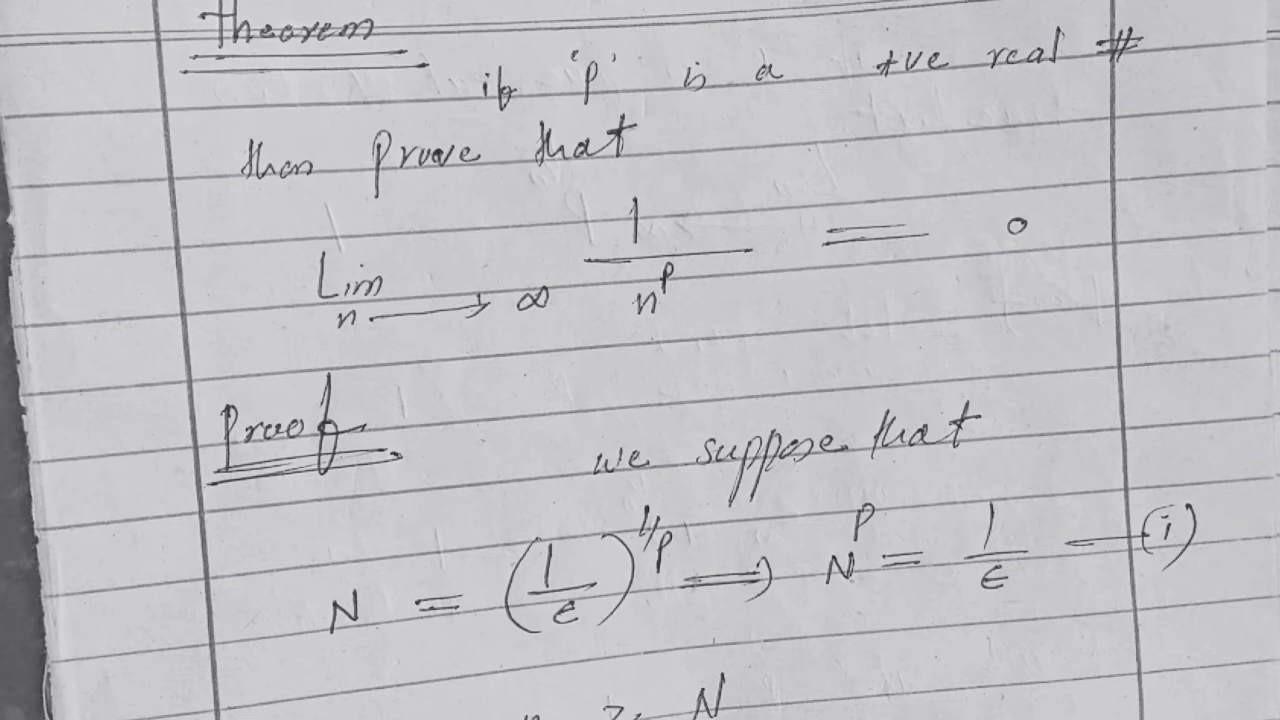 Theorem
if 'p' is a +ve real #
then Prove that
Lim n→∞ 1/n^p = 0
Proof
we suppose that
N = (1/ϵ)^1/p ⟹ N^p = 1/ϵ —(i)
N